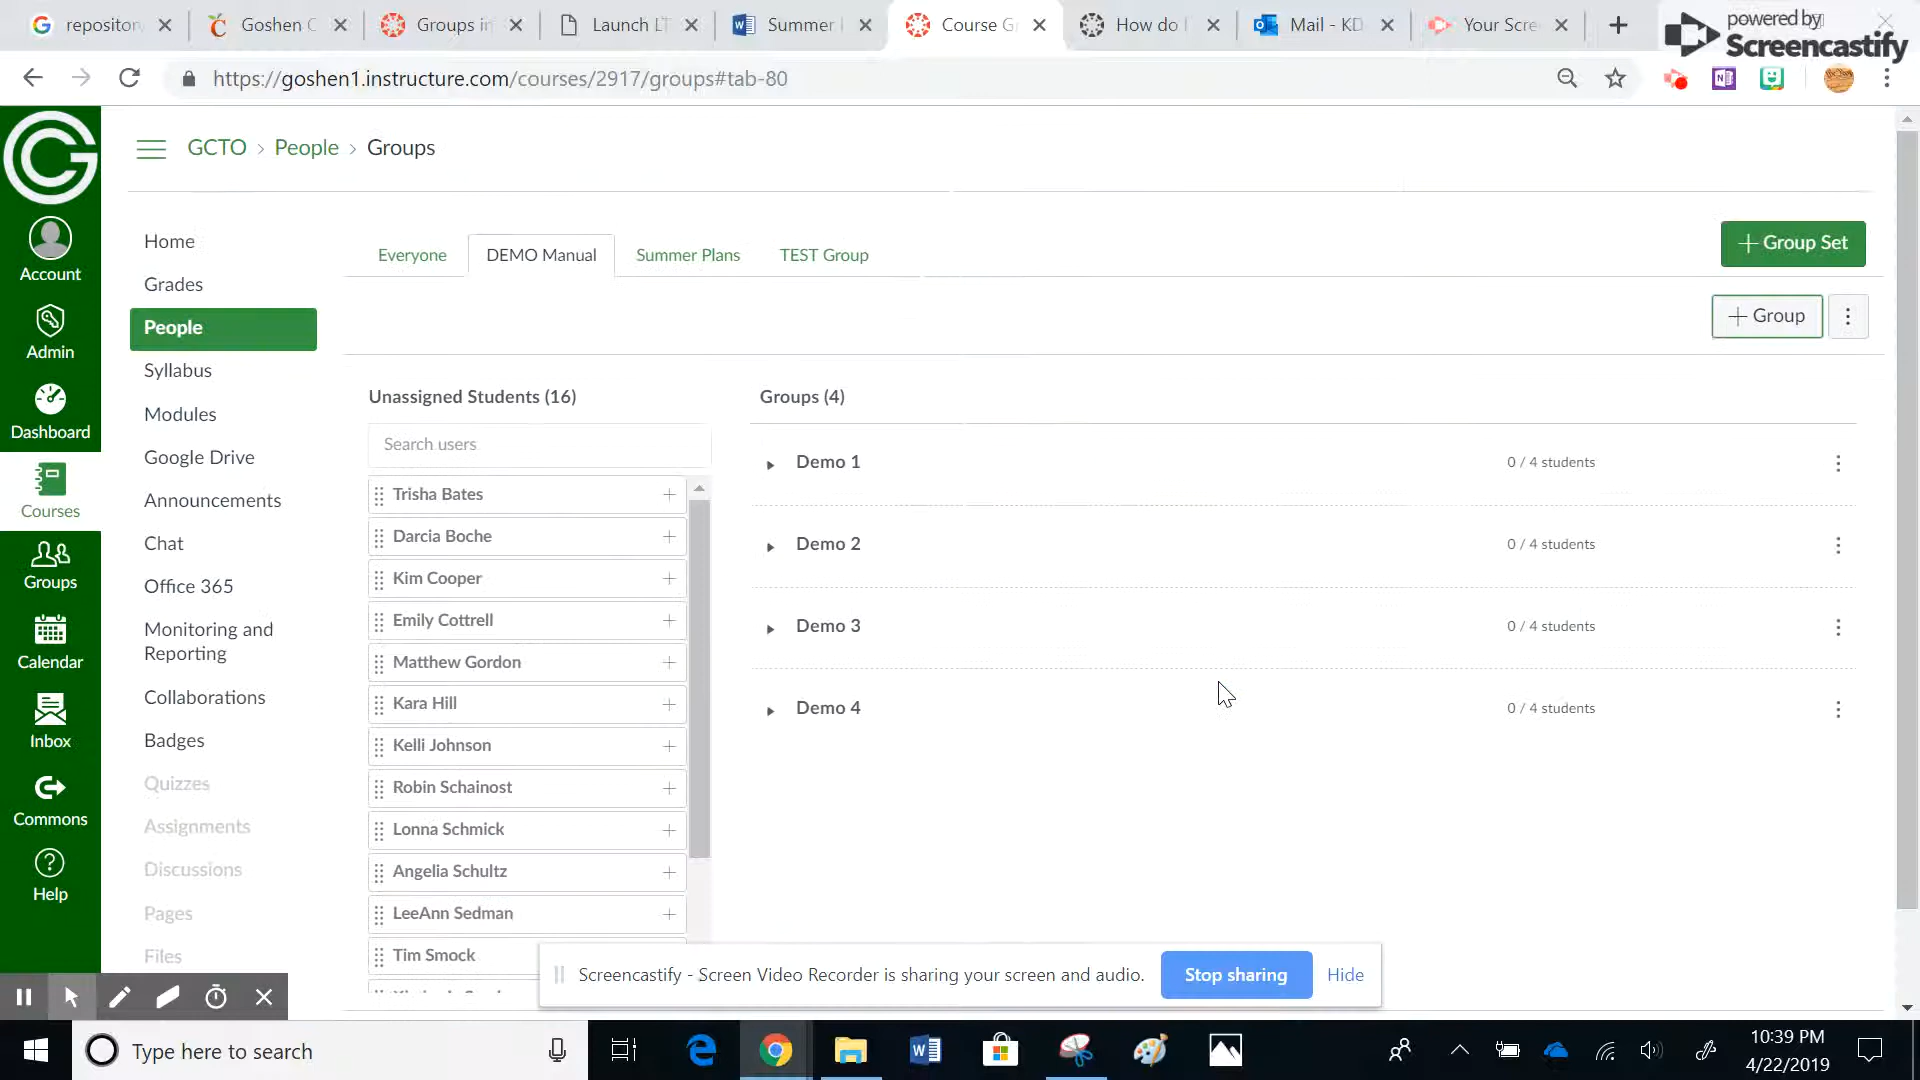 repository
Goshen C
Groups in
Launch LT
Summer
Course G
How do
Mail - KD
Your Scre
powered by
Screencastify
https://goshen1.instructure.com/courses/2917/groups#tab-80
GCTO > People > Groups
Account
Admin
Dashboard
Courses
Groups
Calendar
Inbox
Commons
Help
Home
Grades
People
Syllabus
Modules
Google Drive
Announcements
Chat
Office 365
Monitoring and
Reporting
Collaborations
Badges
Quizzes
Assignments
Discussions
Pages
Files
Everyone
DEMO Manual
Summer Plans
TEST Group
+ Group Set
+ Group
Unassigned Students (16)
Search users
Trisha Bates
Darcia Boche
Kim Cooper
Emily Cottrell
Matthew Gordon
Kara Hill
Kelli Johnson
Robin Schainost
Lonna Schmick
Angelia Schultz
LeeAnn Sedman
Tim Smock
Groups (4)
Demo 1 0 / 4 students
Demo 2 0 / 4 students
Demo 3 0 / 4 students
Demo 4 0 / 4 students
Screencastify - Screen Video Recorder is sharing your screen and audio.
Stop sharing
Hide
Type here to search
10:39 PM
4/22/2019